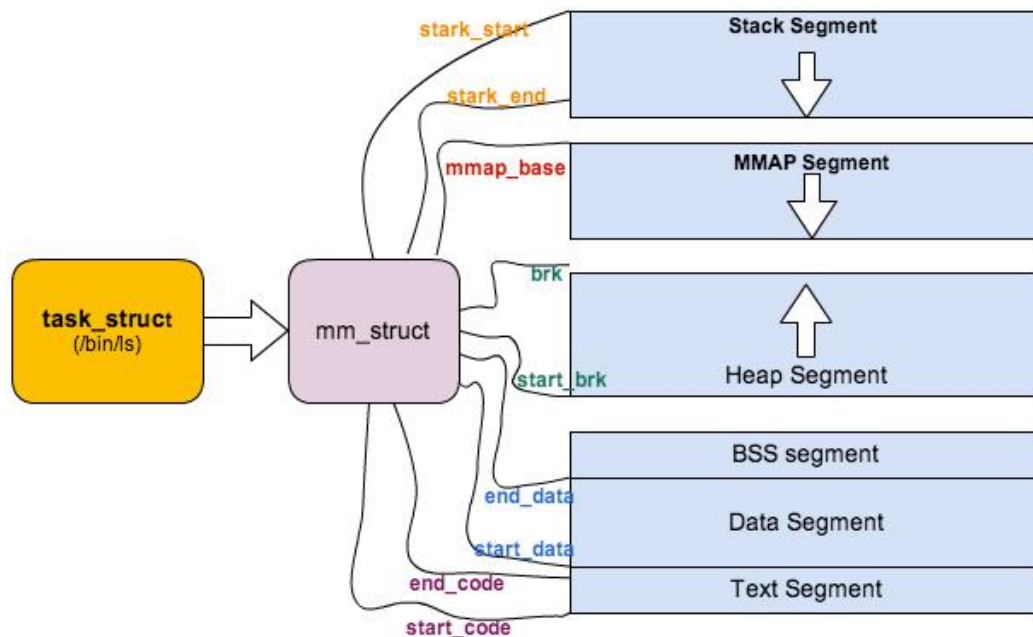 stark_start
Stack Segment
stark_end
mmap_base
MMAP Segment
brk
task_struct
(/bin/ls)
mm_struct
start_brk
Heap Segment
BSS segment
end_data
Data Segment
start_data
end_code
Text Segment
start_code